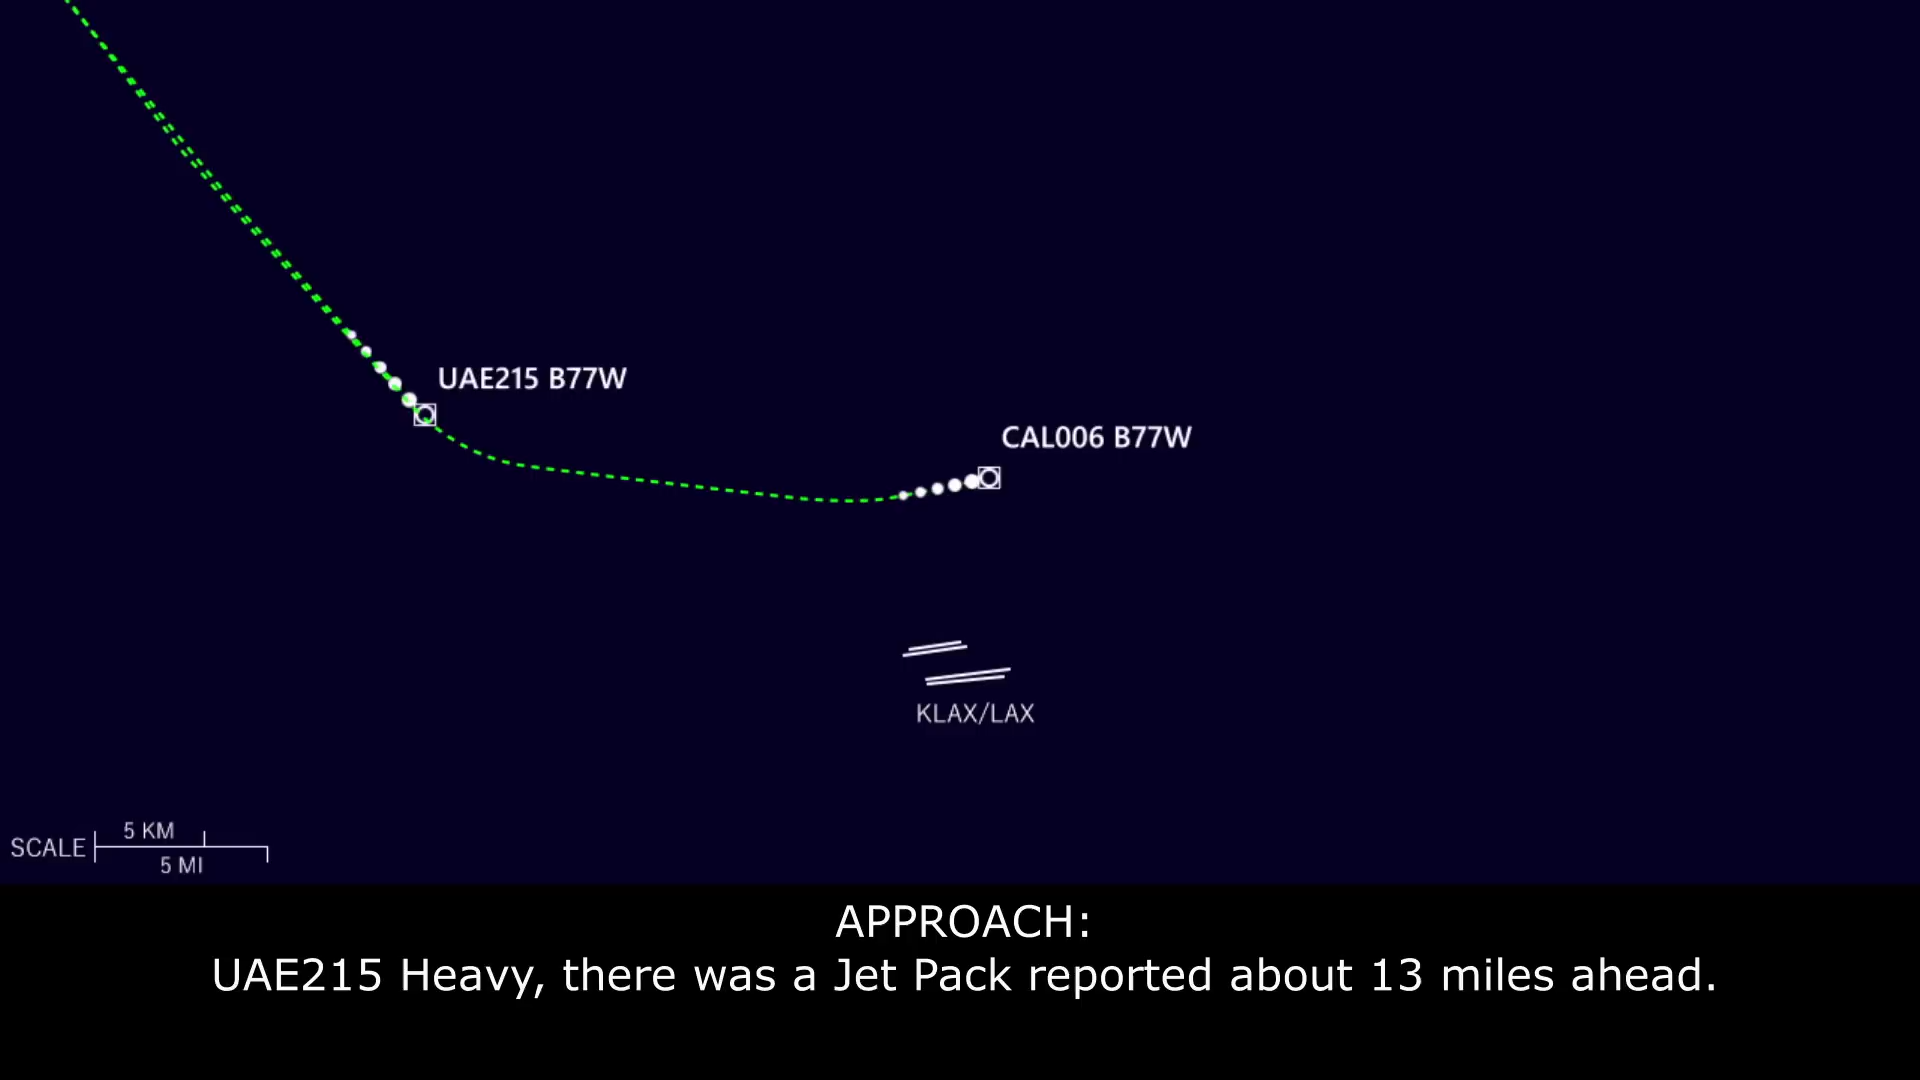 UAE215 B77W
CAL006 B77W
KLAX/LAX
5 KM
SCALE
5 MI
APPROACH:
UAE215 Heavy, there was a Jet Pack reported about 13 miles ahead.